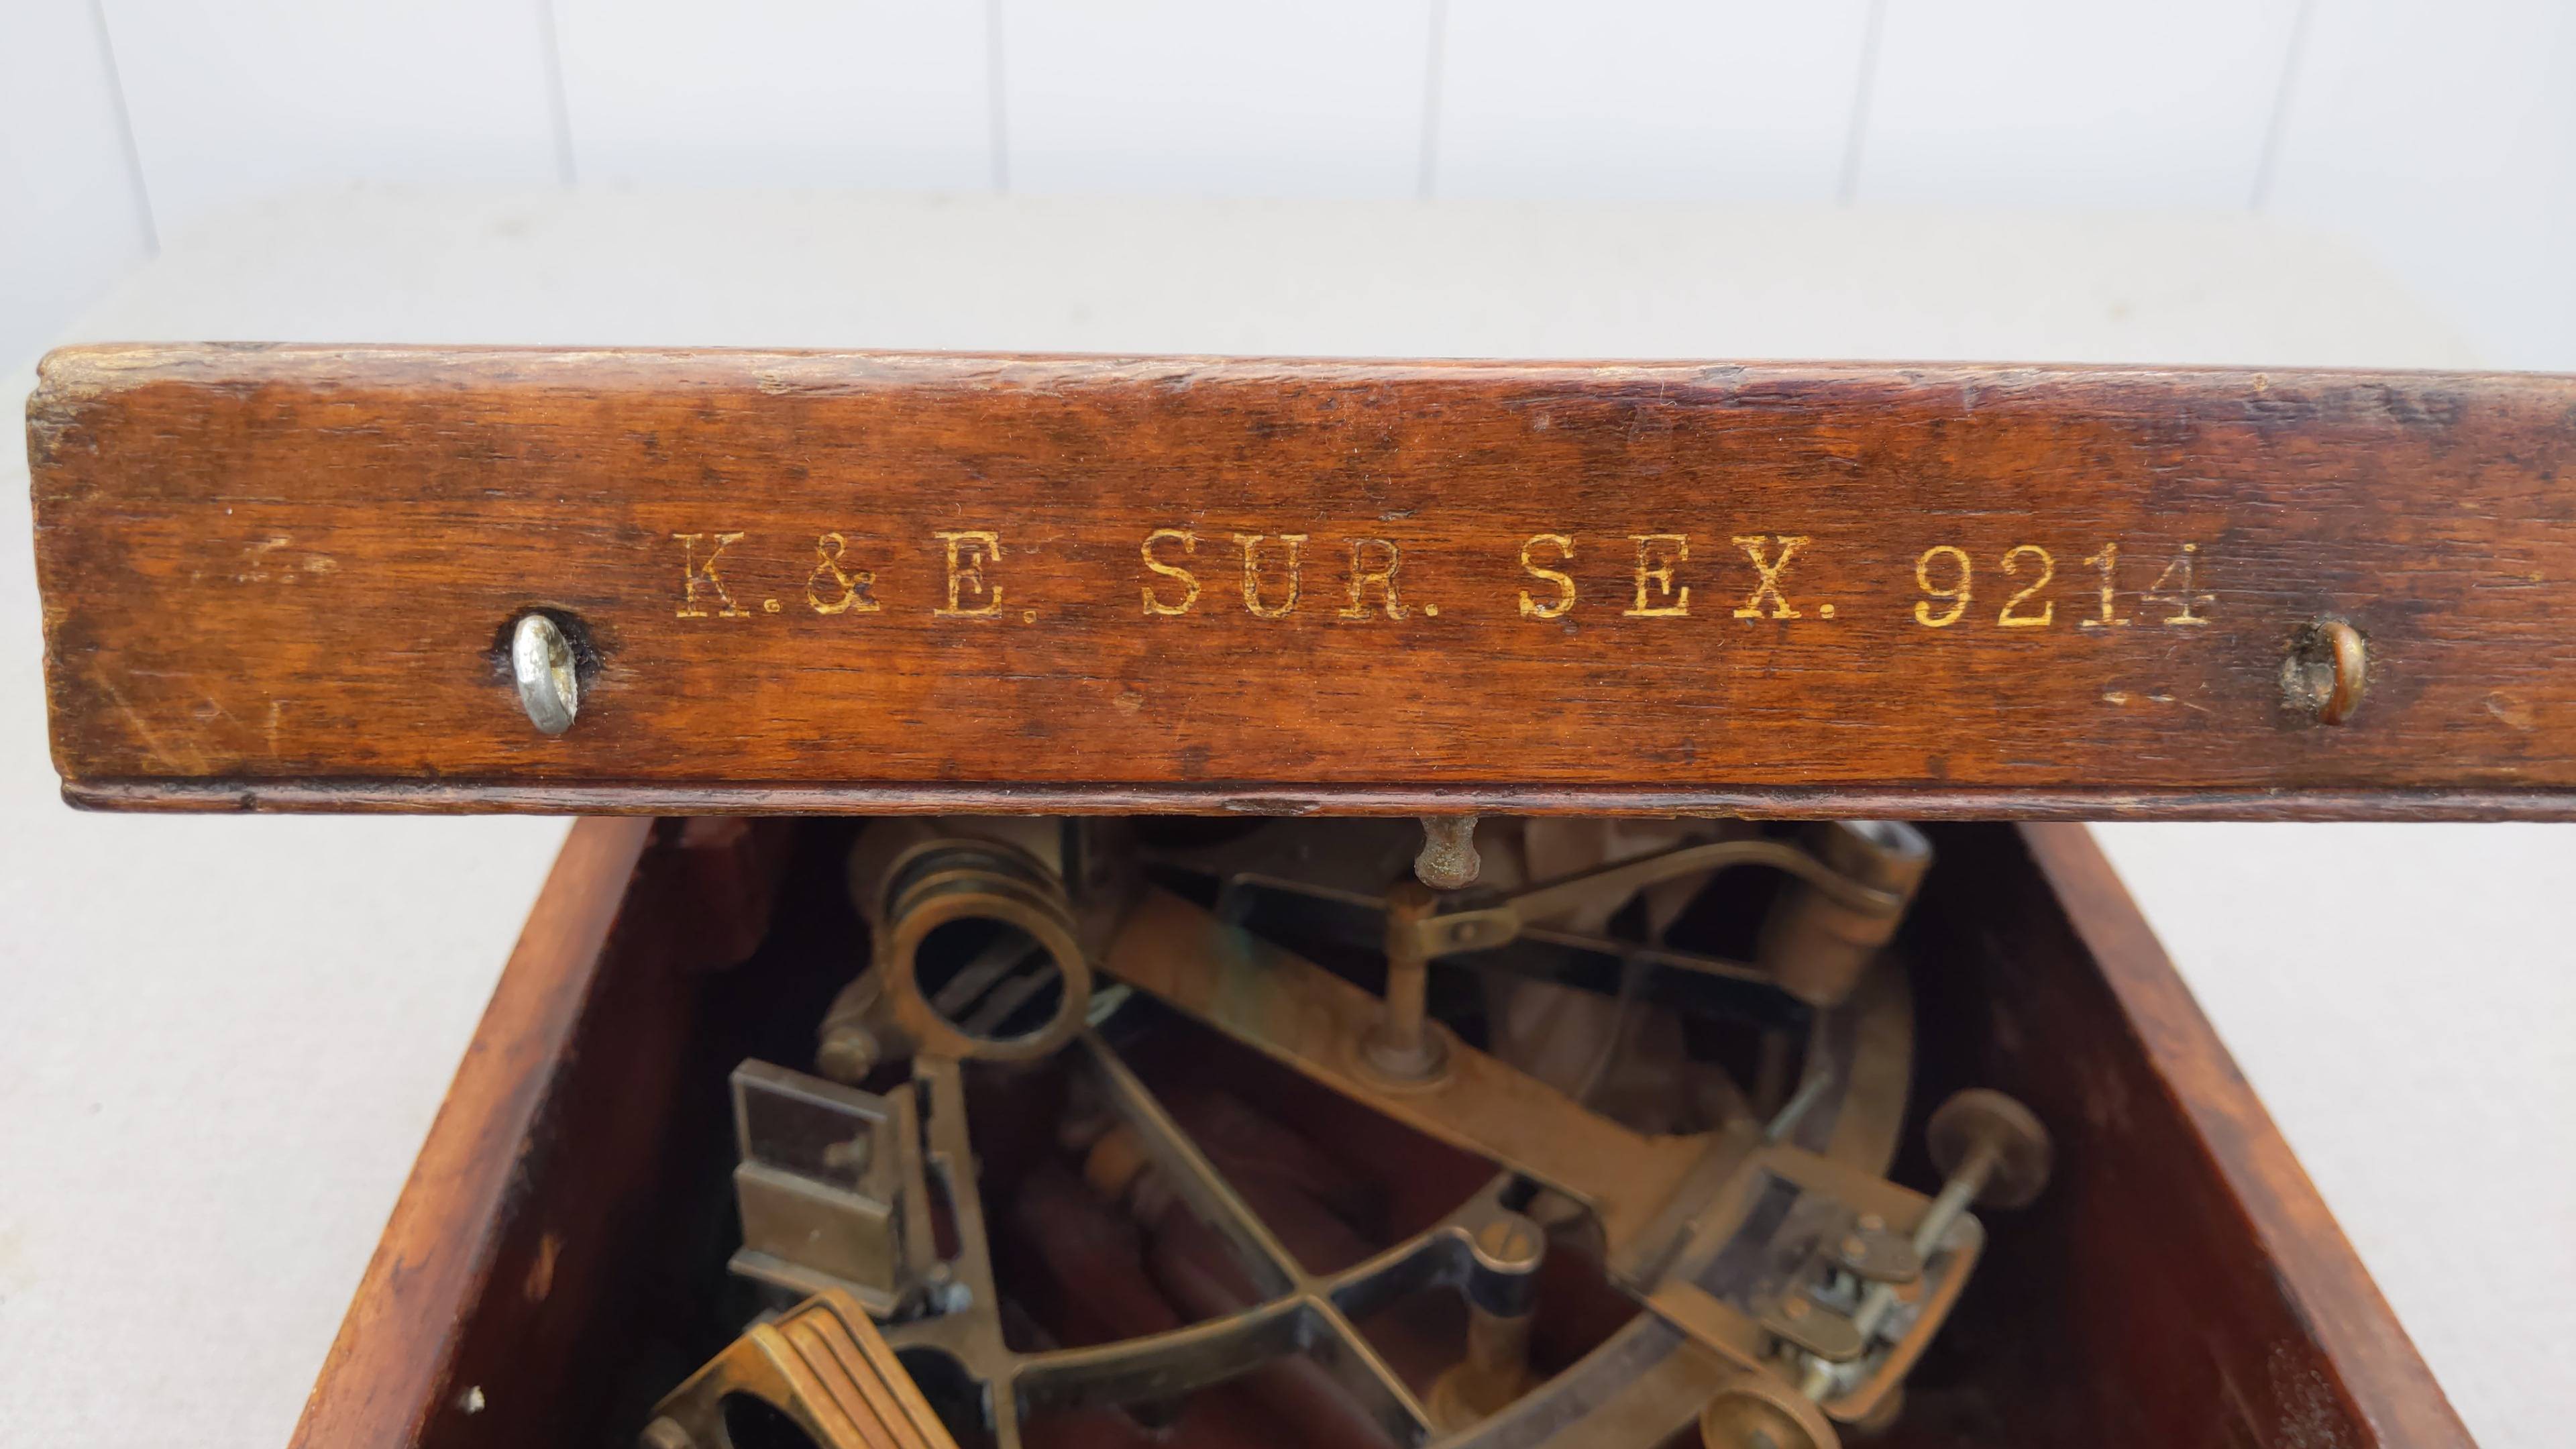 K. & E. SUR. SEX. 9214